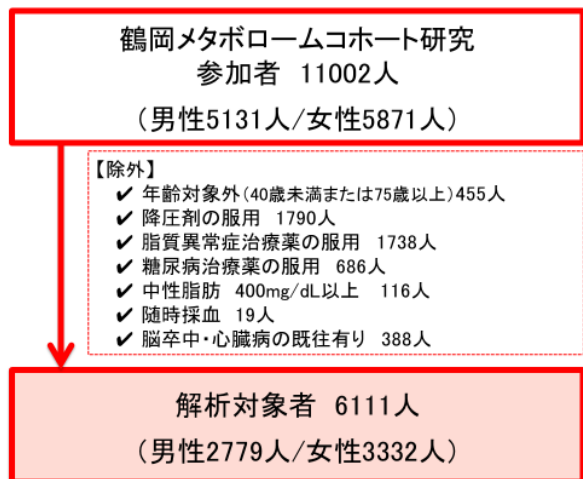 鶴岡メタボロームコホート研究
参加者 11002人
（男性5131人/女性5871人）
【除外】
✔ 年齢対象外（40歳未満または75歳以上）455人
✔ 降圧剤の服用 1790人
✔ 脂質異常症治療薬の服用 1738人
✔ 糖尿病治療薬の服用 686人
✔ 中性脂肪 400mg/dL以上 116人
✔ 随時採血 19人
✔ 脳卒中・心臓病の既往有り 388人
解析対象者 6111人
（男性2779人/女性3332人）